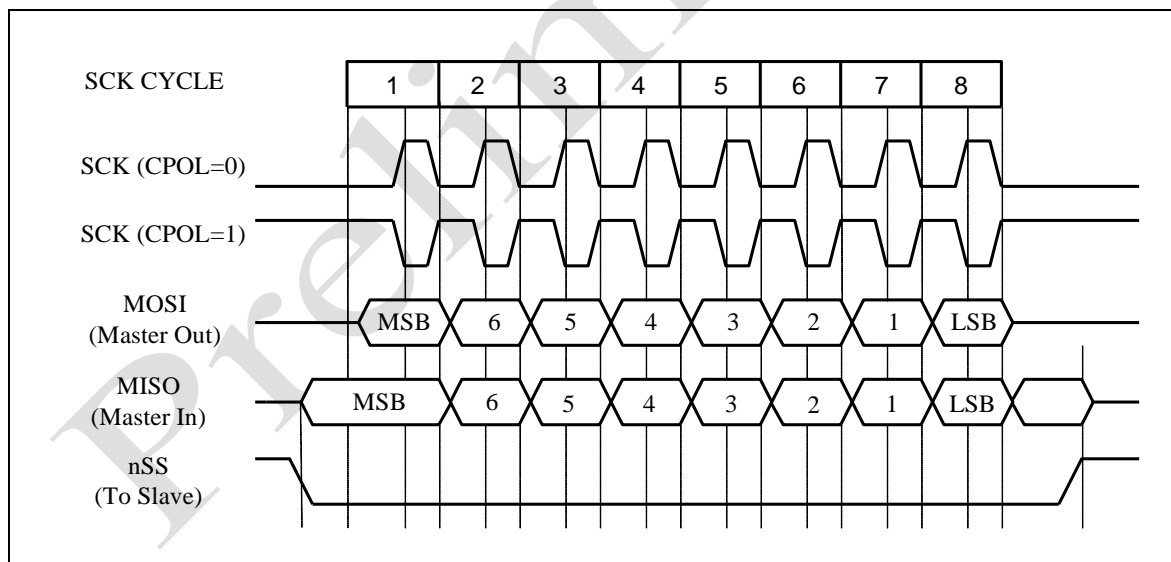 SCK CYCLE 1 2 3 4 5 6 7 8
SCK (CPOL=0)
SCK (CPOL=1)
MOSI
(Master Out)
MSB 6 5 4 3 2 1 LSB
MISO
(Master In)
MSB 6 5 4 3 2 1 LSB
nSS
(To Slave)
Prelim